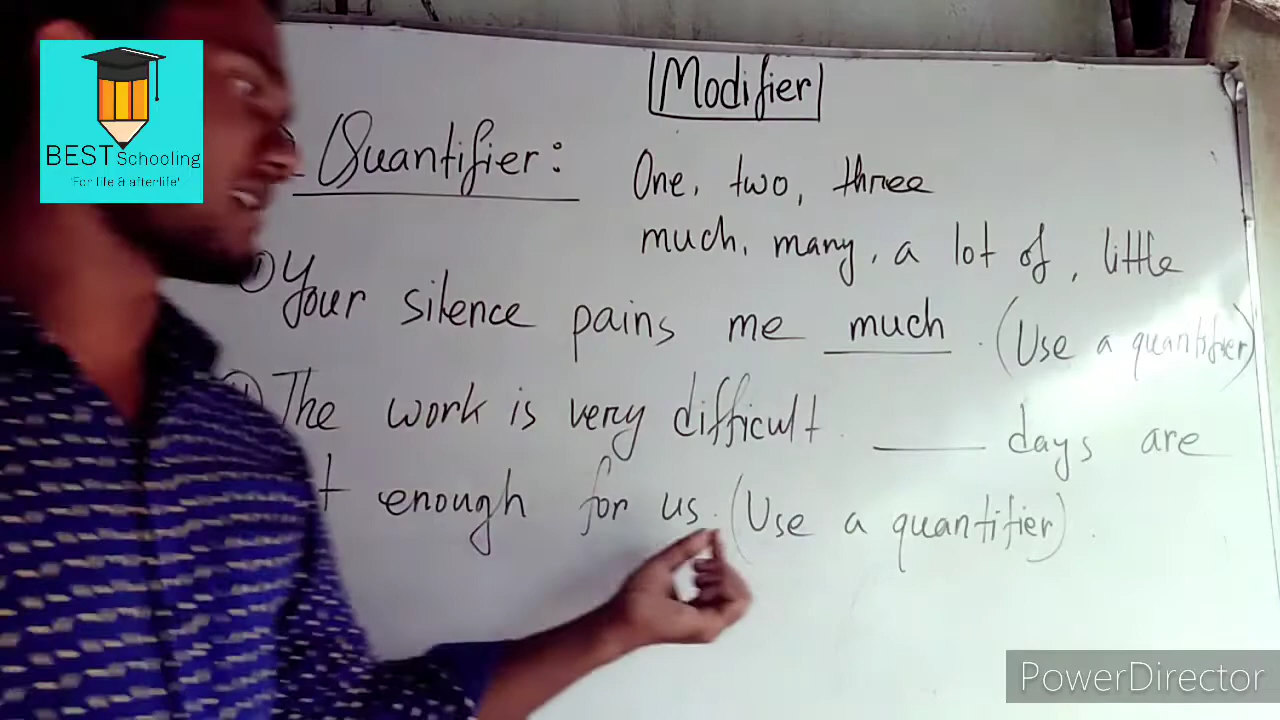 Modifier
Quantifier:
One, two, three
much, many, a lot of, little
① Your silence pains me much. (Use a quantifier)
The work is very difficult. ____ days are
enough for us. (Use a quantifier).
BEST Schooling
'For life & afterlife'
PowerDirector